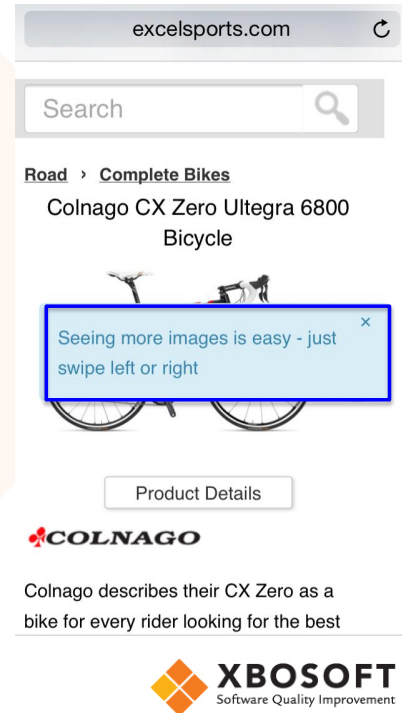 excelsports.com
Search
Road › Complete Bikes
Colnago CX Zero Ultegra 6800
Bicycle
×
Seeing more images is easy - just
swipe left or right
Product Details
COLNAGO
Colnago describes their CX Zero as a
bike for every rider looking for the best
XBOSOFT
Software Quality Improvement